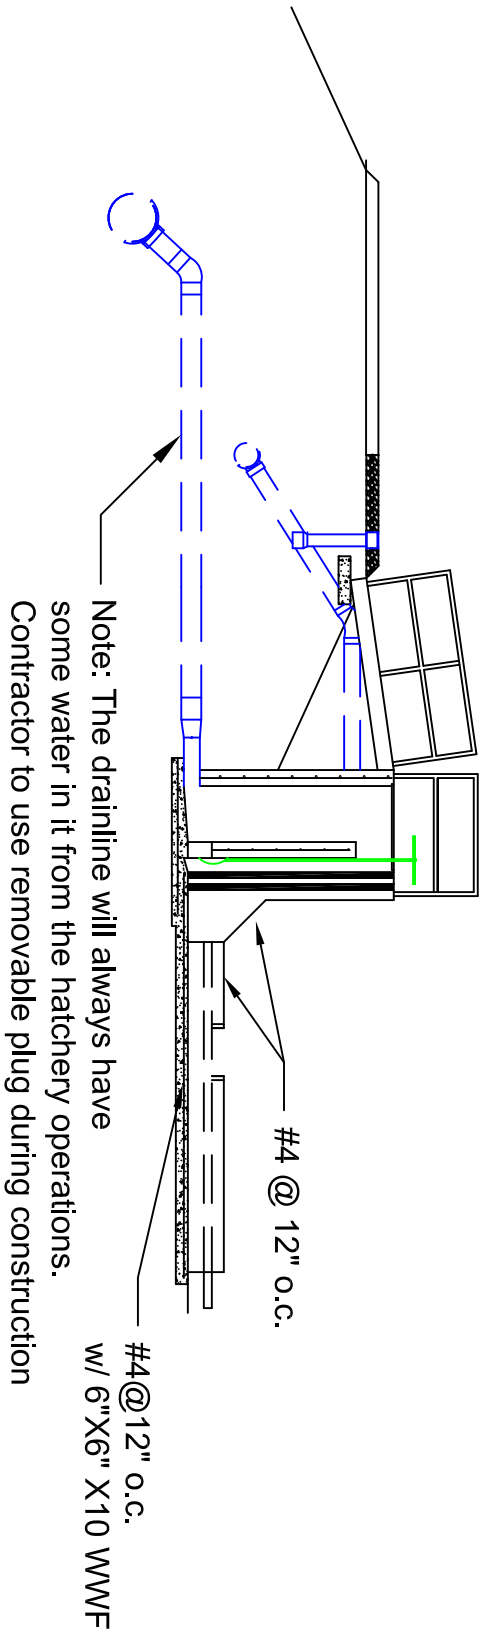 #4 @ 12" o.c.
#4@12" o.c.
w/ 6"X6" X10 WWF
Note: The drainline will always have
some water in it from the hatchery operations.
Contractor to use removable plug during construction